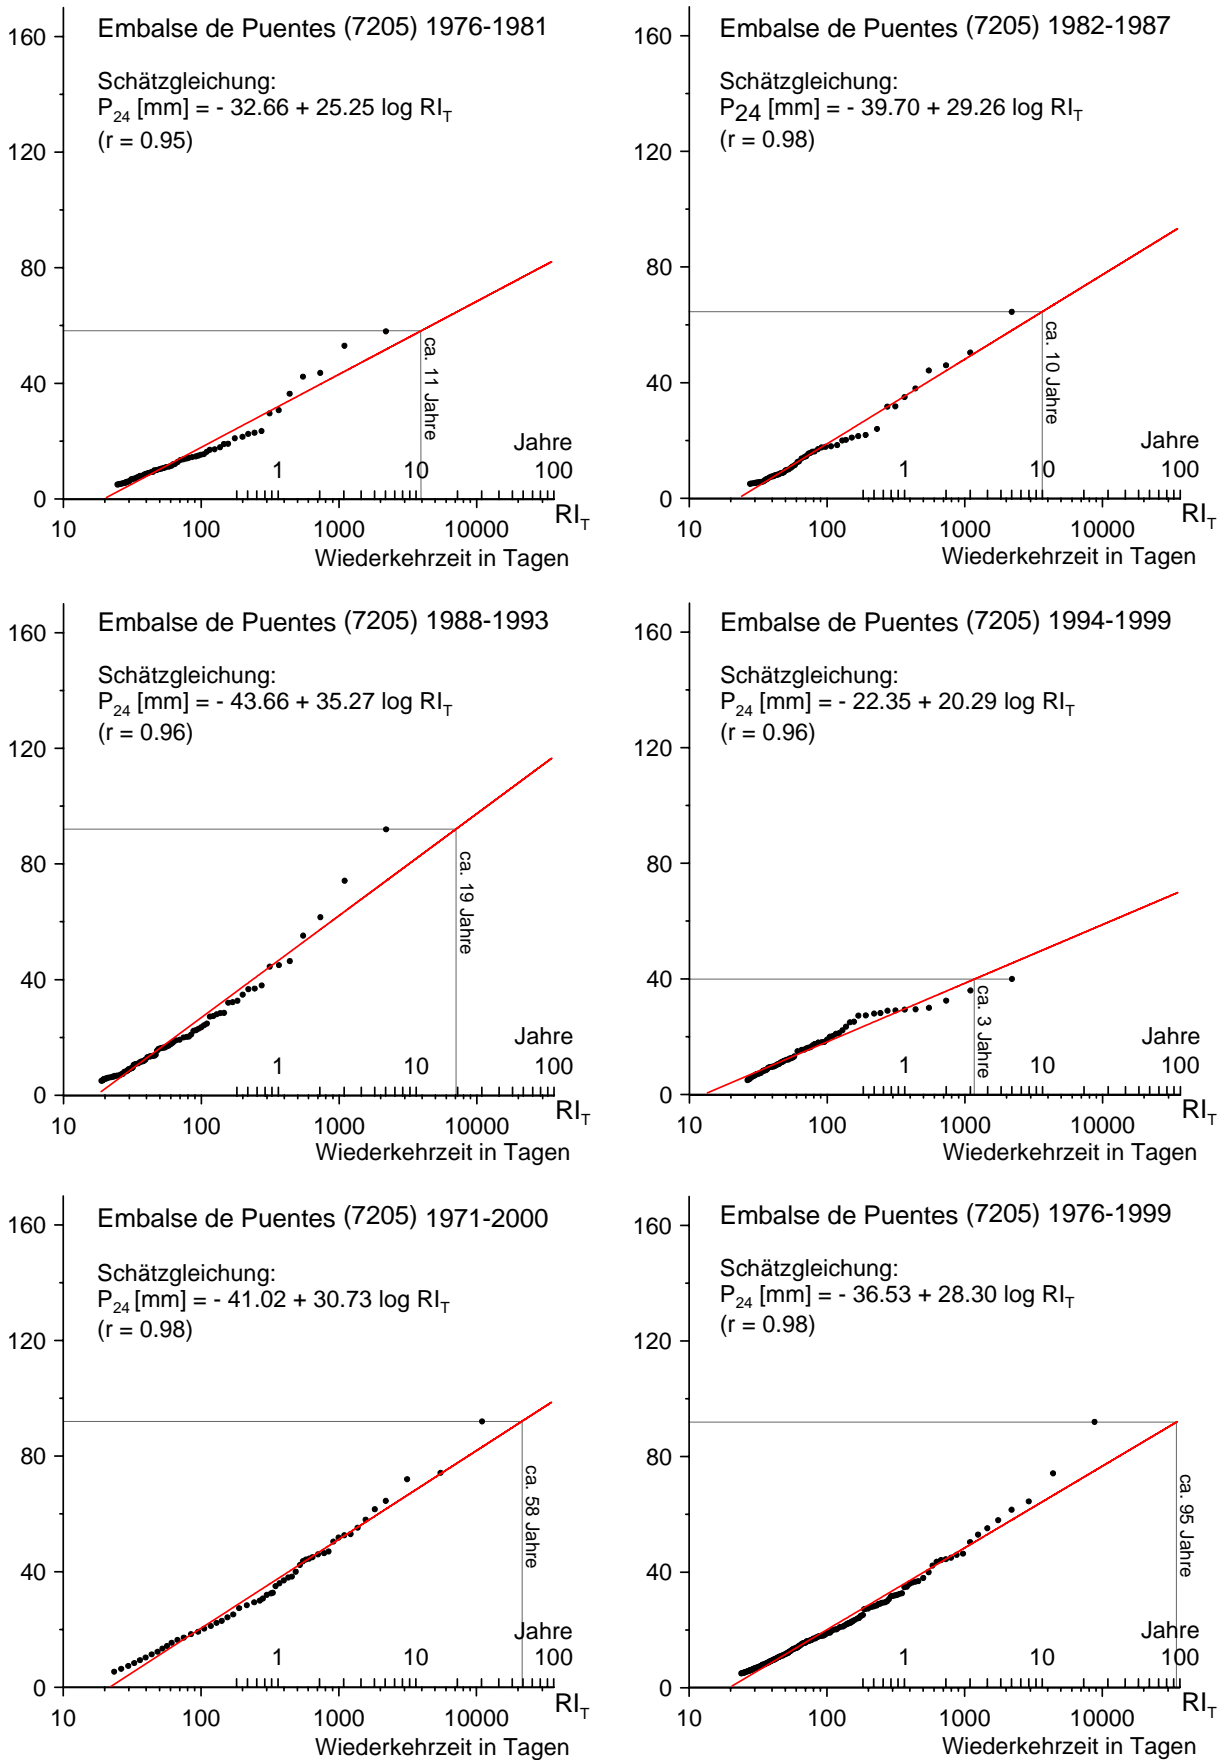 Embalse de Puentes (7205) 1976-1981
Schätzgleichung:
P24 [mm] = - 32.66 + 25.25 log RIT
(r = 0.95)
160
120
80
40
0
ca. 11 Jahre
Jahre
1 10 100
10 100 1000 10000 RIT
Wiederkehrzeit in Tagen
Embalse de Puentes (7205) 1982-1987
Schätzgleichung:
P24 [mm] = - 39.70 + 29.26 log RIT
(r = 0.98)
160
120
80
40
0
ca. 10 Jahre
Jahre
1 10 100
10 100 1000 10000 RIT
Wiederkehrzeit in Tagen
Embalse de Puentes (7205) 1988-1993
Schätzgleichung:
P24 [mm] = - 43.66 + 35.27 log RIT
(r = 0.96)
160
120
80
40
0
ca. 19 Jahre
Jahre
1 10 100
10 100 1000 10000 RIT
Wiederkehrzeit in Tagen
Embalse de Puentes (7205) 1994-1999
Schätzgleichung:
P24 [mm] = - 22.35 + 20.29 log RIT
(r = 0.96)
160
120
80
40
0
ca. 3 Jahre
Jahre
1 10 100
10 100 1000 10000 RIT
Wiederkehrzeit in Tagen
Embalse de Puentes (7205) 1971-2000
Schätzgleichung:
P24 [mm] = - 41.02 + 30.73 log RIT
(r = 0.98)
160
120
80
40
0
ca. 58 Jahre
Jahre
1 10 100
10 100 1000 10000 RIT
Wiederkehrzeit in Tagen
Embalse de Puentes (7205) 1976-1999
Schätzgleichung:
P24 [mm] = - 36.53 + 28.30 log RIT
(r = 0.98)
160
120
80
40
0
ca. 95 Jahre
Jahre
1 10 100
10 100 1000 10000 RIT
Wiederkehrzeit in Tagen